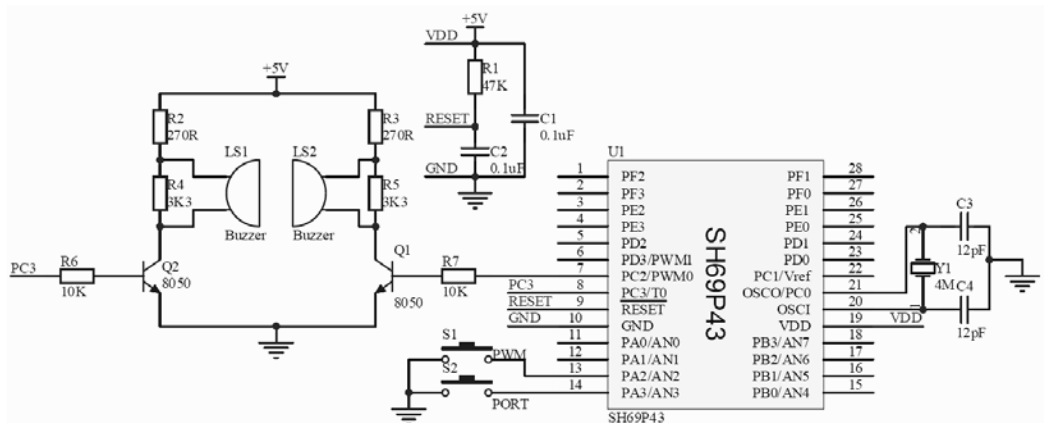 +5V
VDD
R1
47K
RESET
C1
0.1uF
C2
0.1uF
GND
+5V
R2
270R
R3
270R
LS1
LS2
R4
3K3
R5
3K3
Buzzer
Buzzer
PC3
R6
10K
Q2
8050
Q1
8050
R7
10K
S1
PWM
S2
PORT
U1
SH69P43
1 PF2
2 PF3
3 PE2
4 PE3
5 PD2
6 PD3/PWM1
7 PC2/PWM0
PC3 8 PC3/T0
RESET 9 RESET
GND 10 GND
11 PA0/AN0
12 PA1/AN1
13 PA2/AN2
14 PA3/AN3
PF1 28
PF0 27
PE1 26
PE0 25
PD1 24
PD0 23
PC1/Vref 22
OSCO/PC0 21
OSCI 20
VDD 19 VDD
PB3/AN7 18
PB2/AN6 17
PB1/AN5 16
PB0/AN4 15
SH69P43
C3
12pF
2
Y1
4M
1
C4
12pF